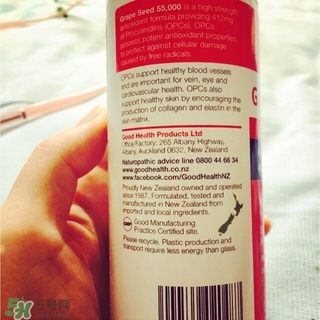 Grape Seed 55,000 is a high strength
antioxidant formula providing 412mg
of Procyanidins (OPCs). OPCs
possess potent antioxidant properties
to protect against cellular damage
caused by free radicals.
OPCs support healthy blood vessels
and are important for vein, eye and
cardiovascular health. OPCs also
support healthy skin by encouraging the
production of collagen and elastin in the
skin matrix.
Good Health Products Ltd
Office/Factory: 265 Albany Highway,
Albany, Auckland 0632, New Zealand
Naturopathic advice line 0800 44 66 34
www.goodhealth.co.nz
www.facebook.com/GoodHealthNZ
Proudly New Zealand owned and operated
since 1987. Formulated, tested and
manufactured in New Zealand from
imported and local ingredients.
Good Manufacturing
Practice Certified site.
Please recycle. Plastic production and
transport require less energy than glass.
G